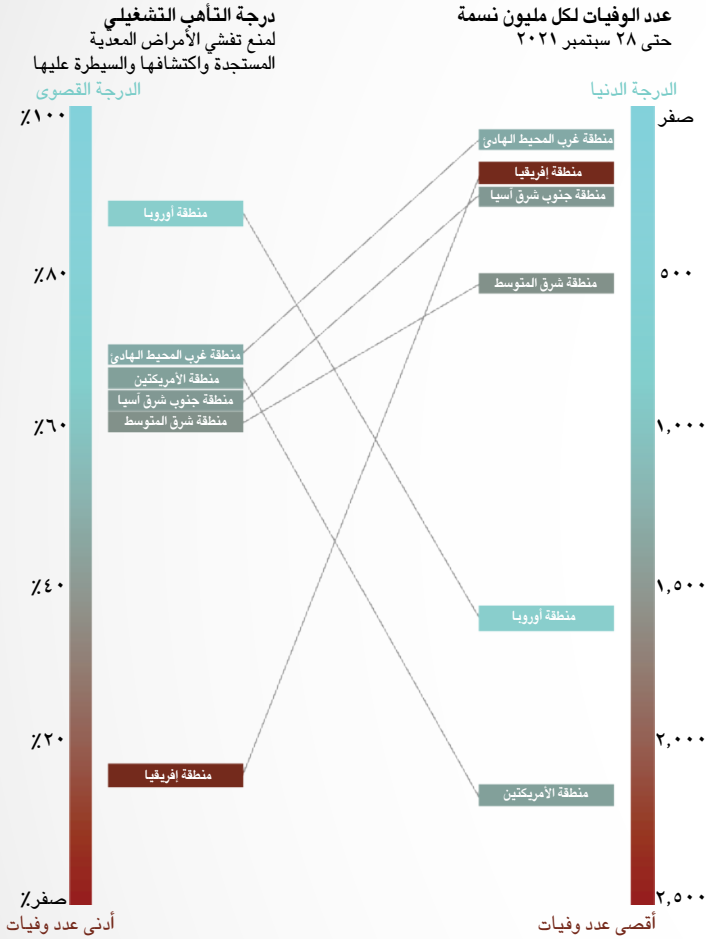 عدد الوفيات لكل مليون نسمة
حتى ٢٨ سبتمبر ٢٠٢١
الدرجة الدنيا
صفر
٥٠٠
١,٠٠٠
١,٥٠٠
٢,٠٠٠
٢,٥٠٠
أقصى عدد وفيات
منطقة غرب المحيط الهادئ
منطقة إفريقيا
منطقة جنوب شرق آسيا
منطقة شرق المتوسط
منطقة أوروبا
منطقة الأمريكتين
درجة التأهب التشغيلي
لمنع تفشي الأمراض المعدية
المستجدة واكتشافها والسيطرة عليها
الدرجة القصوى
٪١٠٠
٪٨٠
٪٦٠
٪٤٠
٪٢٠
صفر٪
أدنى عدد وفيات
منطقة أوروبا
منطقة غرب المحيط الهادئ
منطقة الأمريكتين
منطقة جنوب شرق آسيا
منطقة شرق المتوسط
منطقة إفريقيا